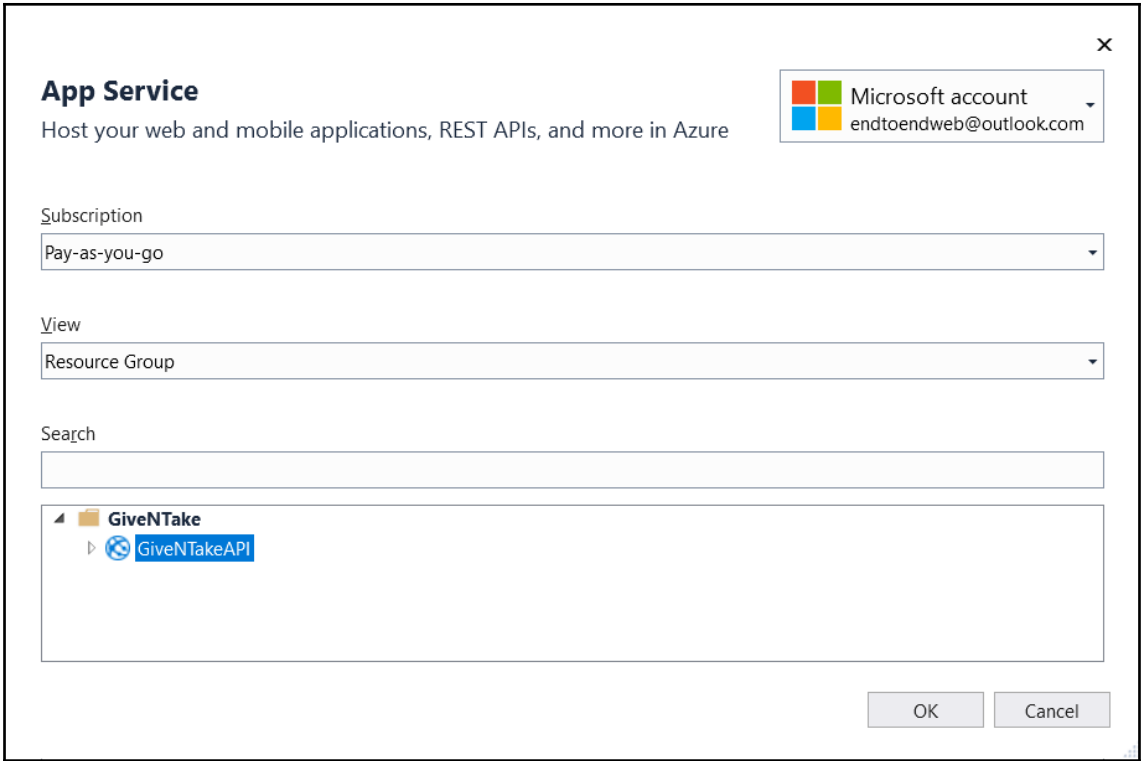 App Service
Host your web and mobile applications, REST APIs, and more in Azure
Microsoft account
endtoendweb@outlook.com
Subscription
Pay-as-you-go
View
Resource Group
Search
GiveNTake
GiveNTakeAPI
OK
Cancel